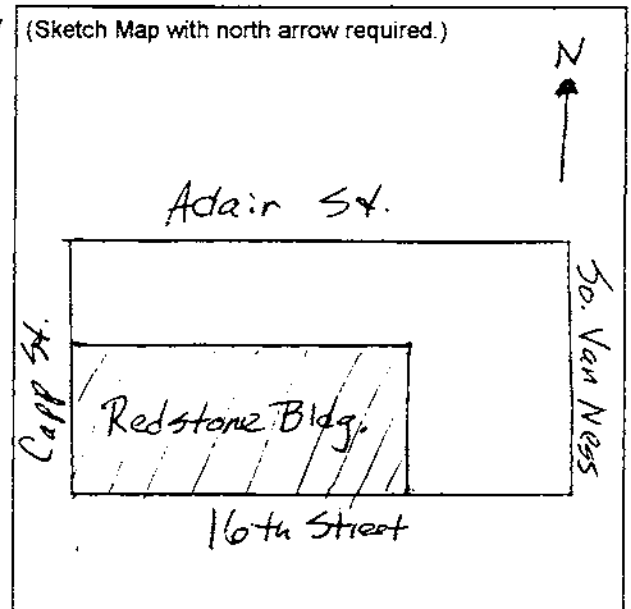 (Sketch Map with north arrow required.)
N
Adair St.
Capp St.
So. Van Ness
Redstone Bldg.
16th Street